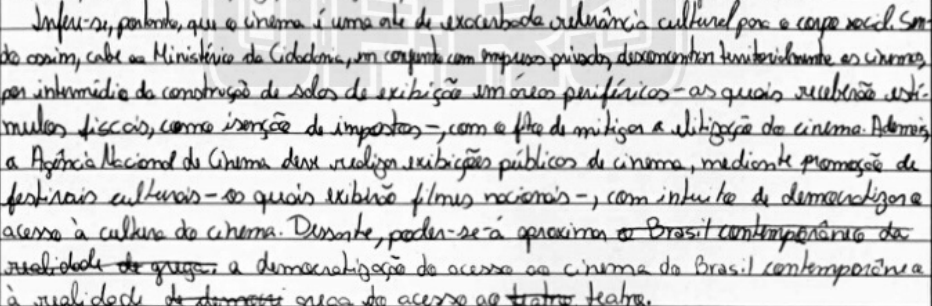 Infere-se, portanto, que o cinema é uma arte de exacerbada relevância cultural para o corpo social. Sen-
do assim, cabe ao Ministério da Cidadania, em conjunto com empresas privadas, desconcentrar territorialmente os cinemas,
por intermédio da construção de salas de exibição em áreas periféricas - as quais receberão estí-
mulos fiscais, como isenção de impostos -, com o fito de mitigar a elitização do cinema. Ademais,
a Agência Nacional de Cinema deve realizar exibições públicas de cinema, mediante promoção de
festivais culturais - os quais exibirão filmes nacionais -, com intuito de democratizar o
acesso à cultura do cinema. Dessarte, poder-se-á aproximar o Brasil contemporâneo da
realidade de grega. a democratização do acesso ao cinema do Brasil contemporâneo
à realidade grega do acesso ao teatro teatro.